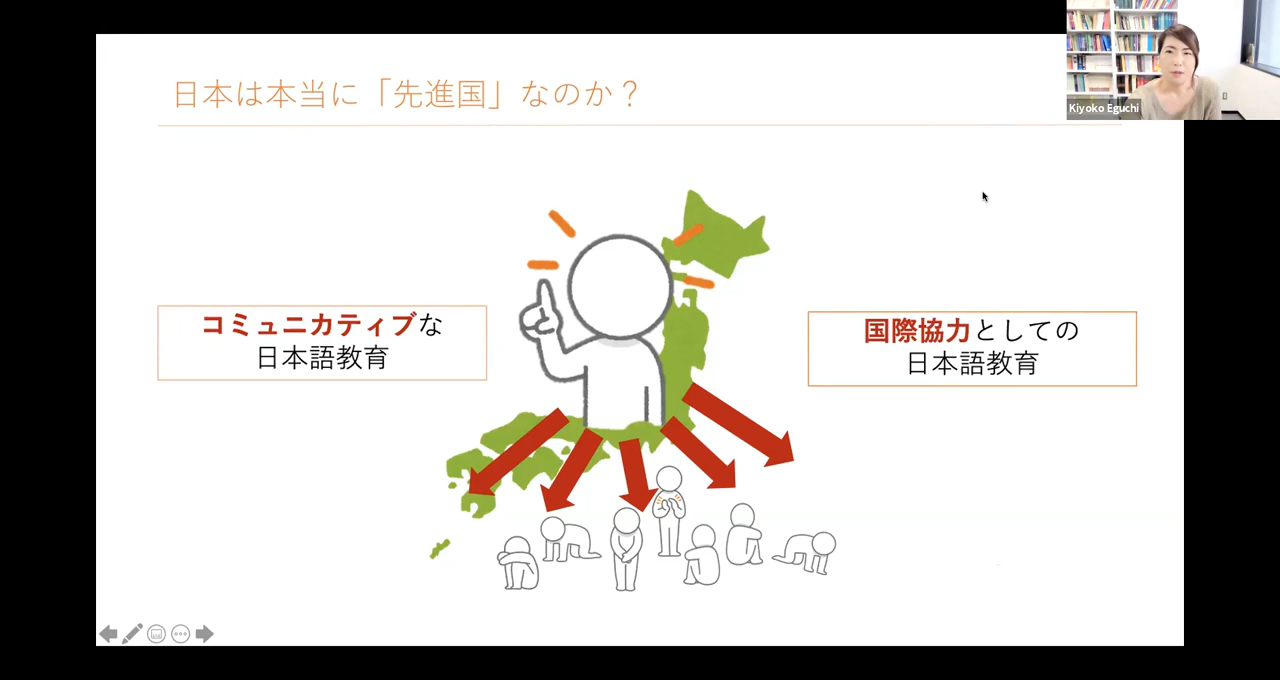 日本は本当に「先進国」なのか？
Kiyoko Eguchi
コミュニカティブな
日本語教育
国際協力としての
日本語教育